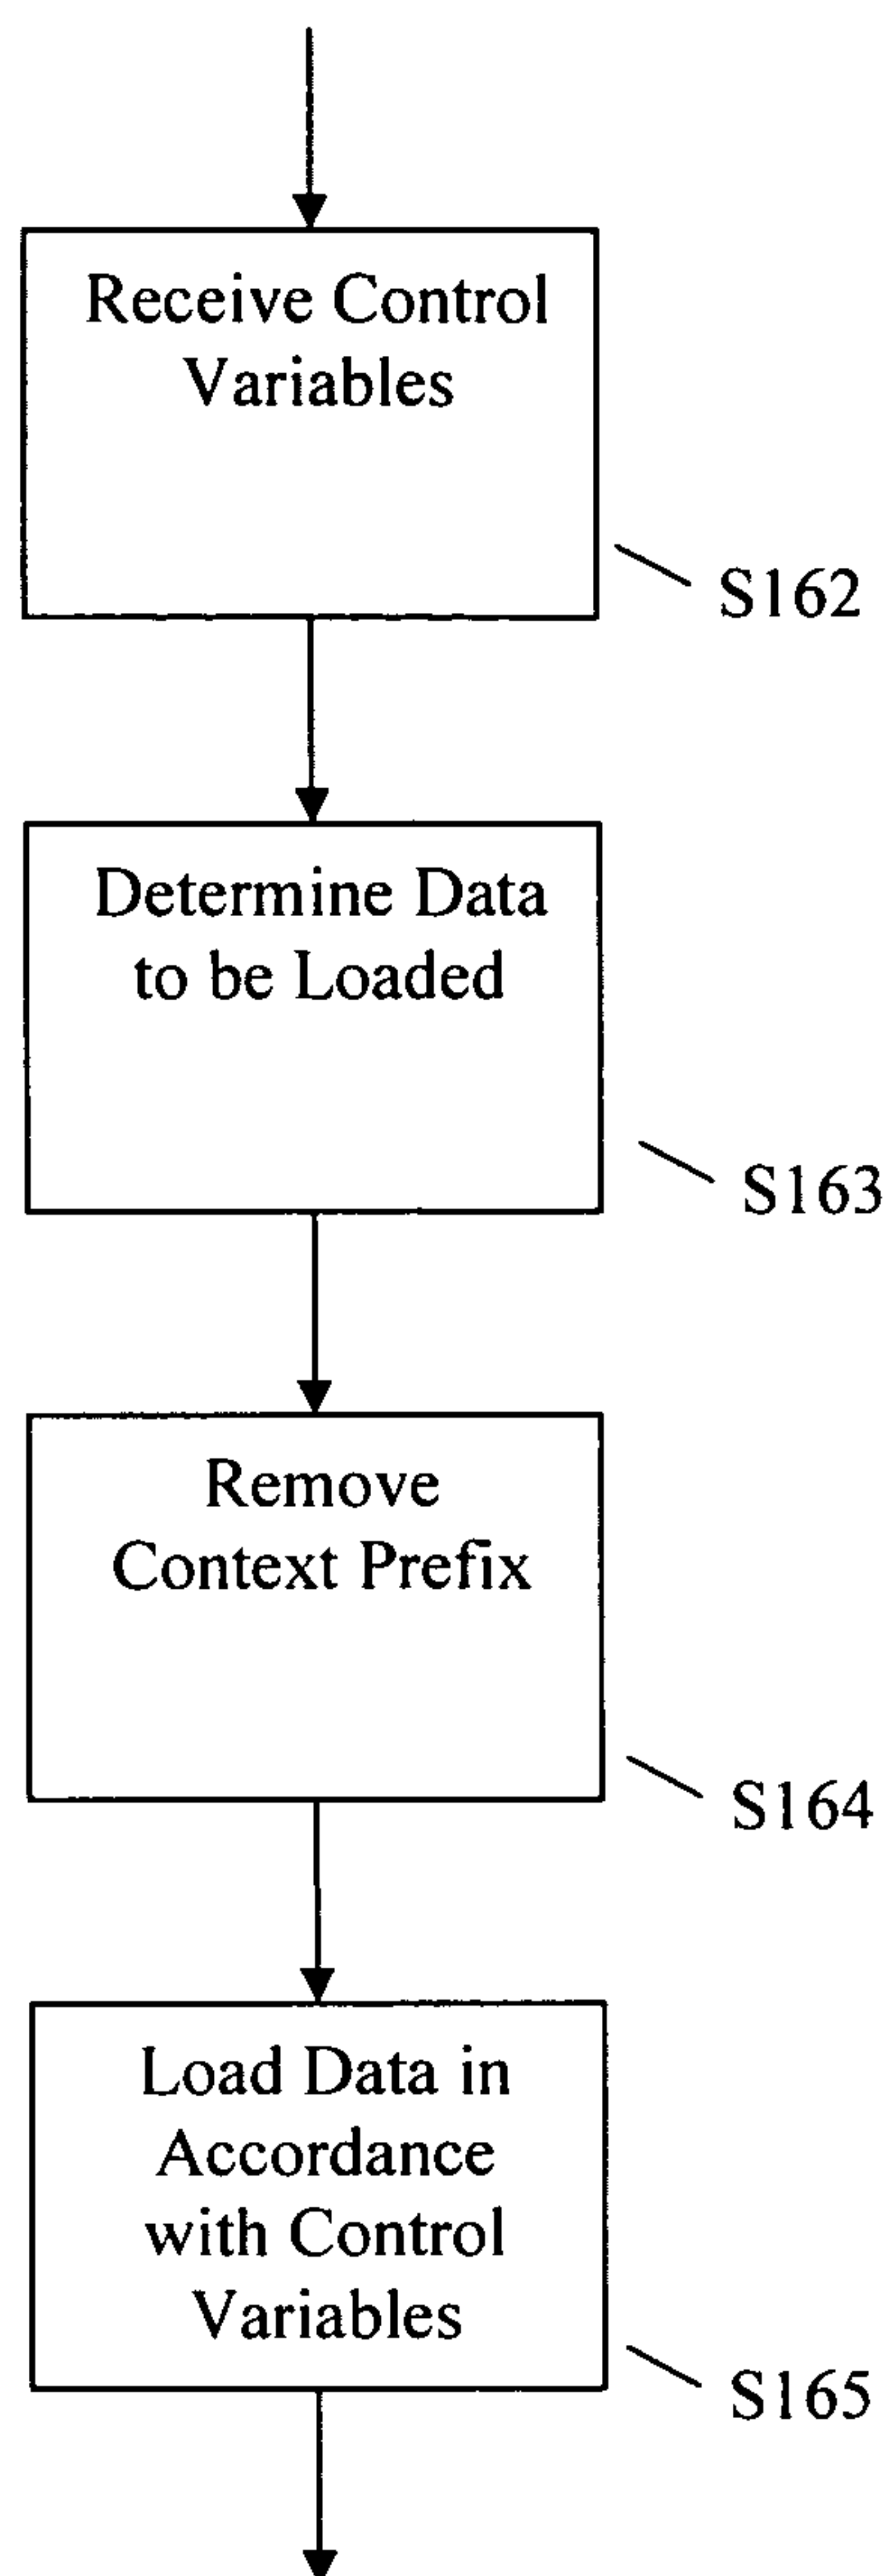 Receive Control
Variables
S162
Determine Data
to be Loaded
S163
Remove
Context Prefix
S164
Load Data in
Accordance
with Control
Variables
S165